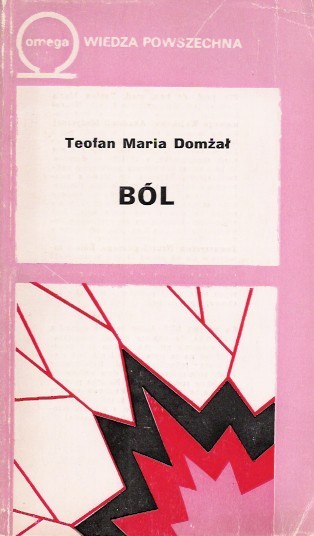 omega WIEDZA POWSZECHNA
Teofan Maria Domżał
BÓL